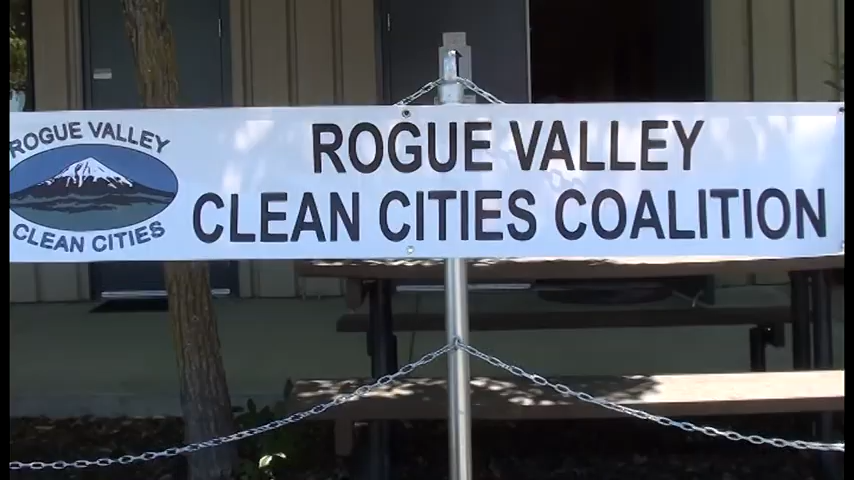 ROGUE VALLEY
CLEAN CITIES
ROGUE VALLEY
CLEAN CITIES COALITION